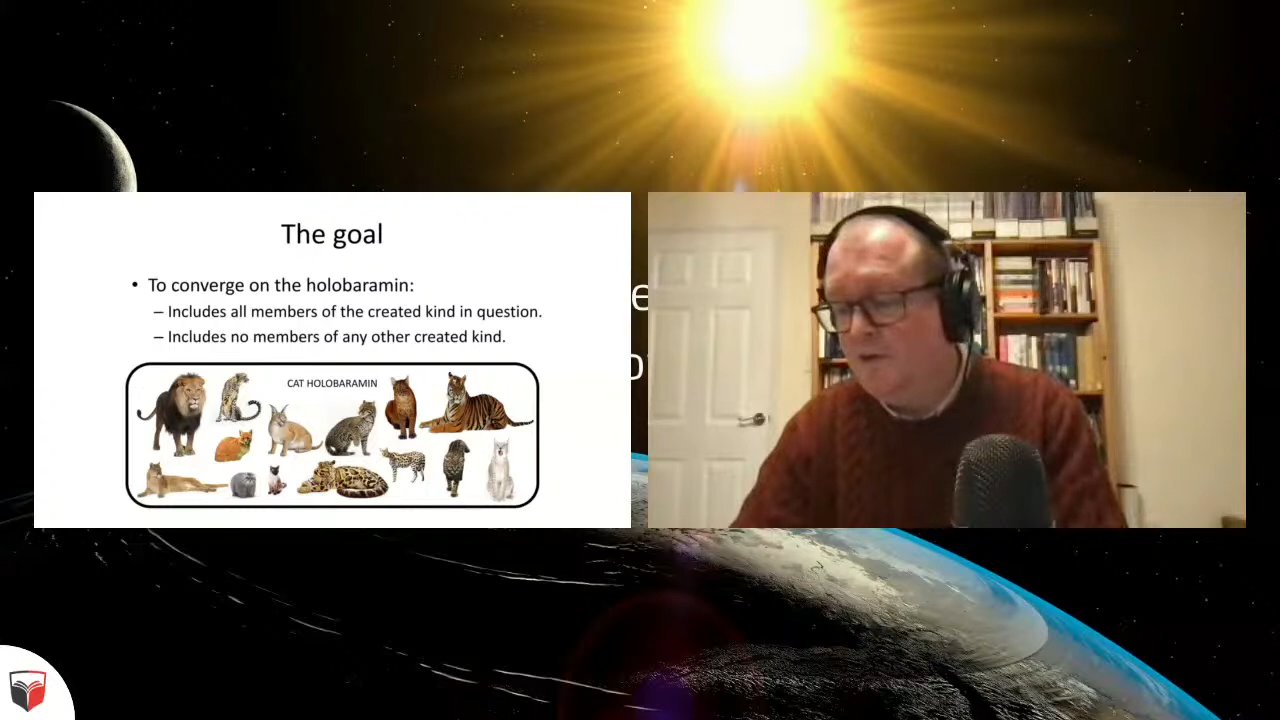 The goal
• To converge on the holobaramin:
– Includes all members of the created kind in question.
– Includes no members of any other created kind.
CAT HOLOBARAMIN